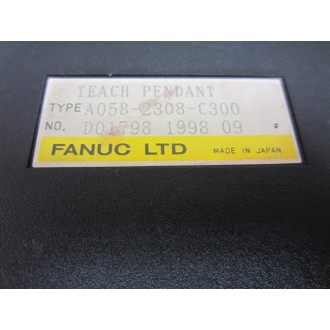 TEACH PENDANT
TYPE A05B-2308-C300
NO. D01798 1998 09
FANUC LTD MADE IN JAPAN